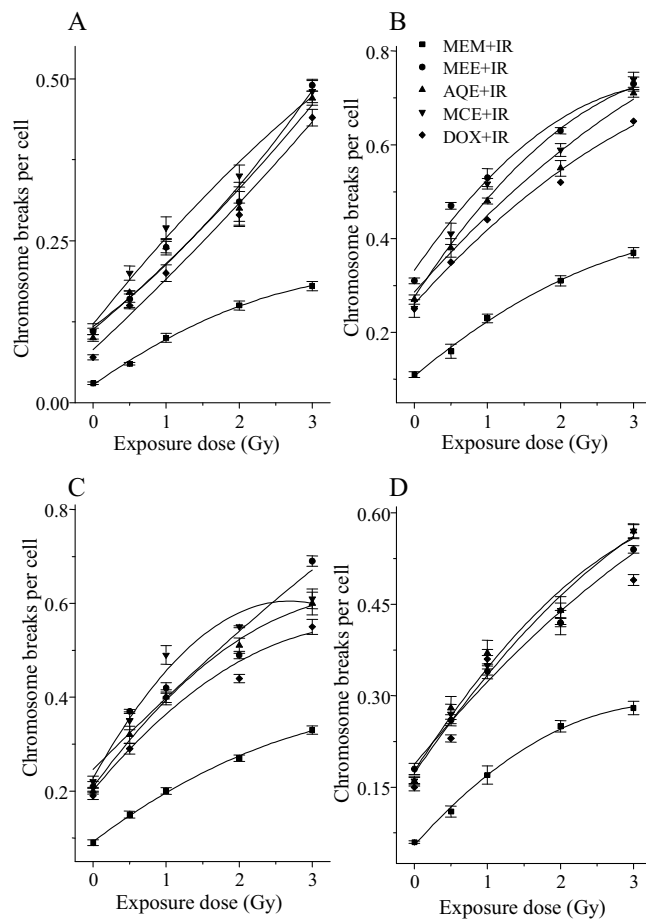 A
Chromosome breaks per cell
0.50
0.25
0.00
0 1 2 3
Exposure dose (Gy)
B
Chromosome breaks per cell
0.8
0.6
0.4
0.2
MEM+IR
MEE+IR
AQE+IR
MCE+IR
DOX+IR
0 1 2 3
Exposure dose (Gy)
C
Chromosome breaks per cell
0.8
0.6
0.4
0.2
0 1 2 3
Exposure dose (Gy)
D
Chromosome breaks per cell
0.60
0.45
0.30
0.15
0 1 2 3
Exposure dose (Gy)